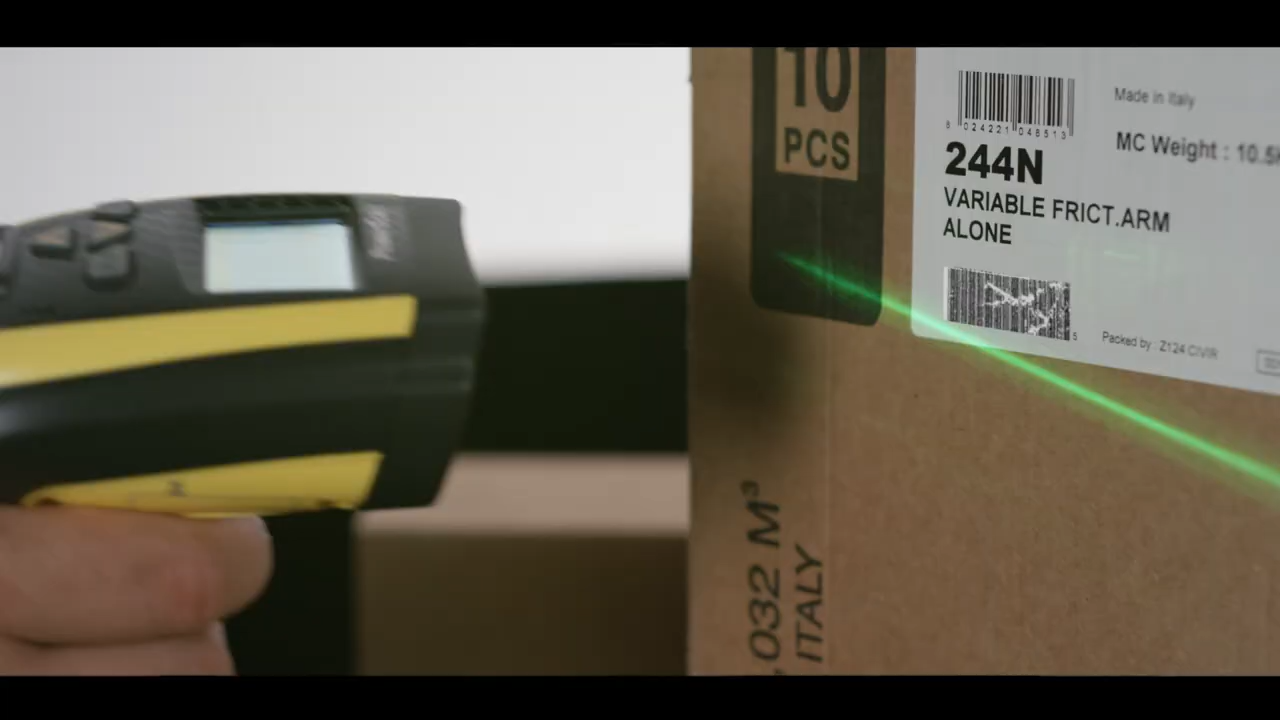 10
PCS
8 024221 048513
244N
VARIABLE FRICT.ARM
ALONE
Made in Italy
MC Weight : 10.5
5
Packed by : Z124 CIVIR
.032 M³
ITALY